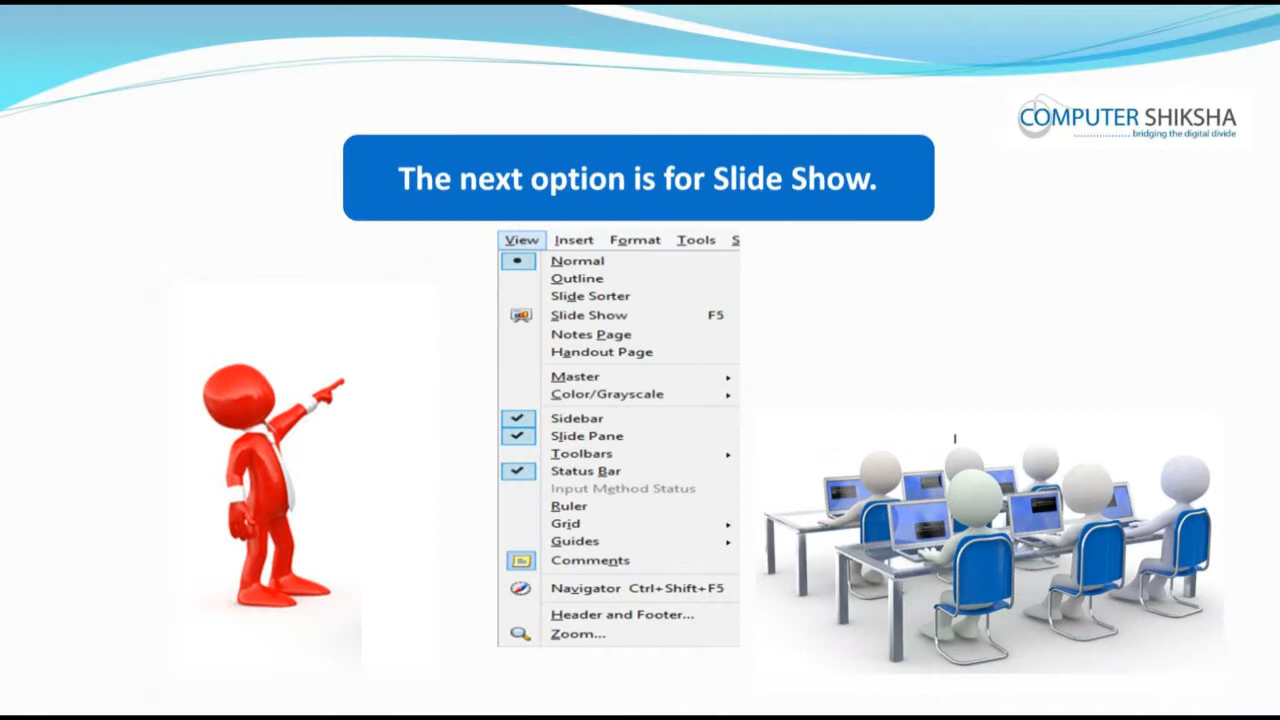 COMPUTER SHIKSHA
bridging the digital divide
The next option is for Slide Show.
View Insert Format Tools S
Normal
Outline
Slide Sorter
Slide Show F5
Notes Page
Handout Page
Master
Color/Grayscale
Sidebar
Slide Pane
Toolbars
Status Bar
Input Method Status
Ruler
Grid
Guides
Comments
Navigator Ctrl+Shift+F5
Header and Footer...
Zoom...